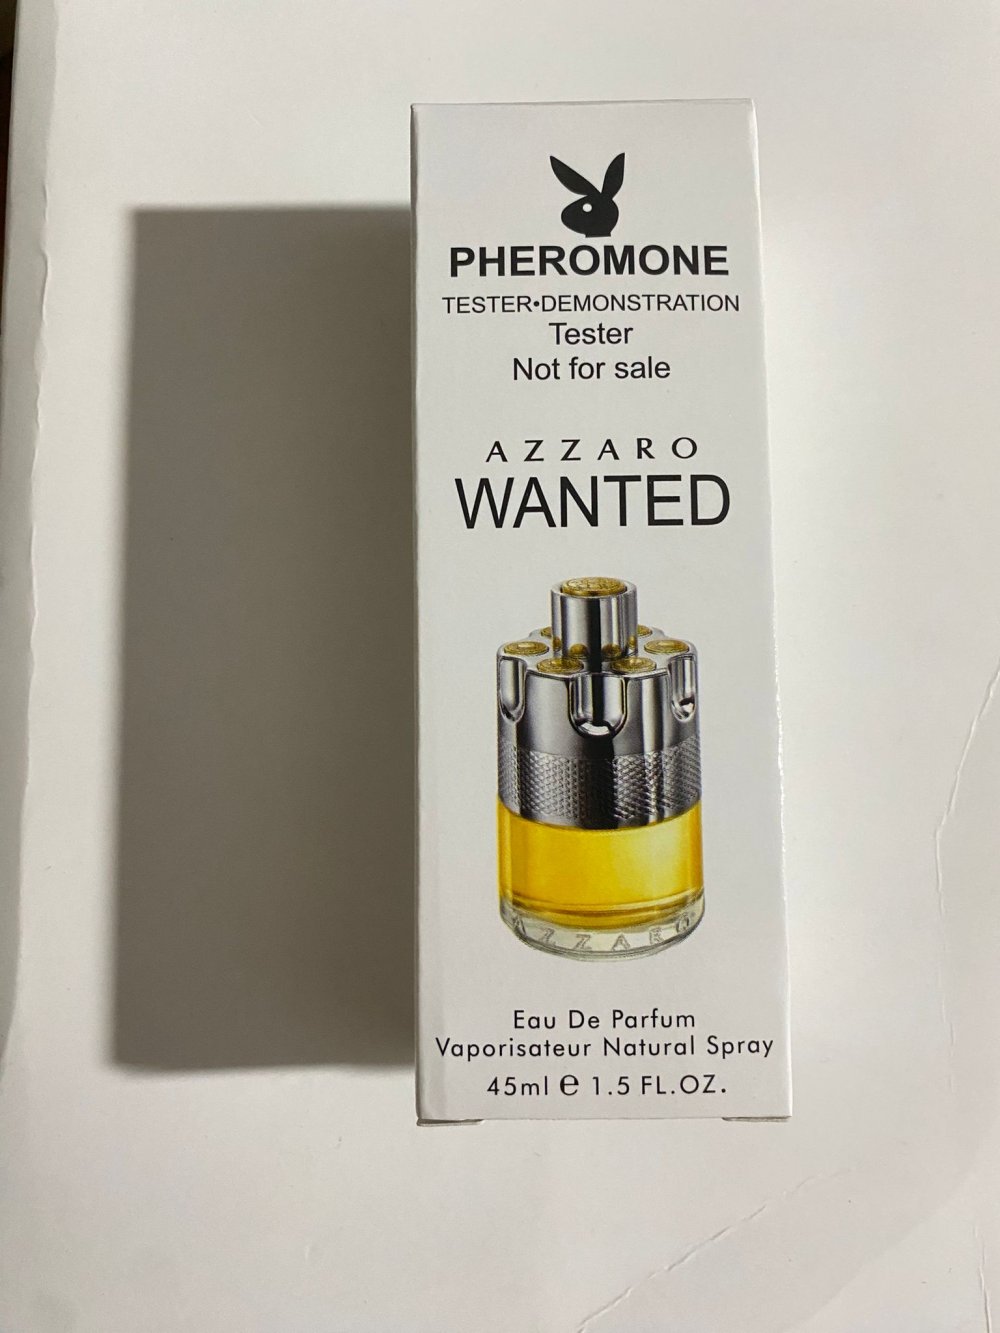 PHEROMONE
TESTER•DEMONSTRATION
Tester
Not for sale
AZZARO
WANTED
AZZARO
Eau De Parfum
Vaporisateur Natural Spray
45ml ℮ 1.5 FL.OZ.